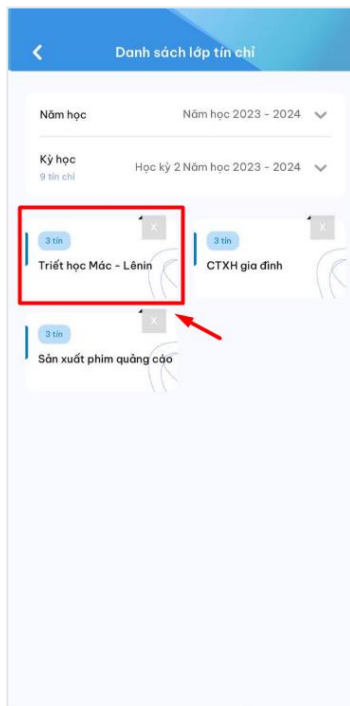 Danh sách lớp tín chỉ
Năm học Năm học 2023 - 2024
Kỳ học Học kỳ 2 Năm học 2023 - 2024
9 tín chỉ
X X
3 tín 3 tín
Triết học Mác - Lênin CTXH gia đình
X
3 tín
Sản xuất phim quảng cáo